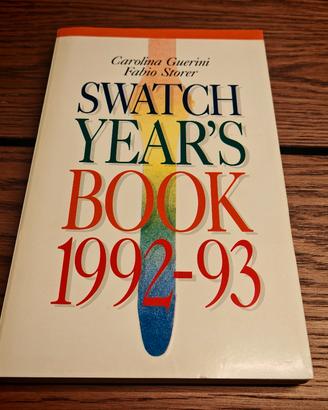 Carolina Guerini
Fabio Storer
SWATCH
YEAR'S
BOOK
1992-93